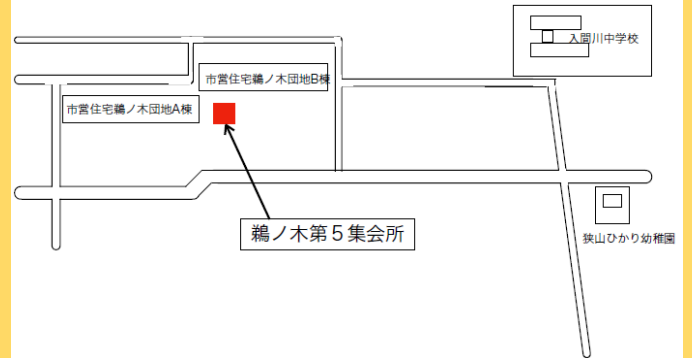 入間川中学校
市営住宅鵜ノ木団地B棟
市営住宅鵜ノ木団地A棟
鵜ノ木第５集会所
狭山ひかり幼稚園